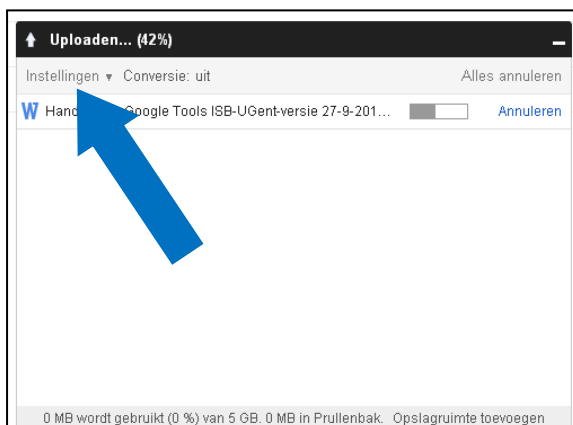 Uploaden... (42%)
Instellingen ▾ Conversie: uit Alles annuleren
W Hand Google Tools ISB-UGent-versie 27-9-201... Annuleren
0 MB wordt gebruikt (0 %) van 5 GB. 0 MB in Prullenbak. Opslagruimte toevoegen